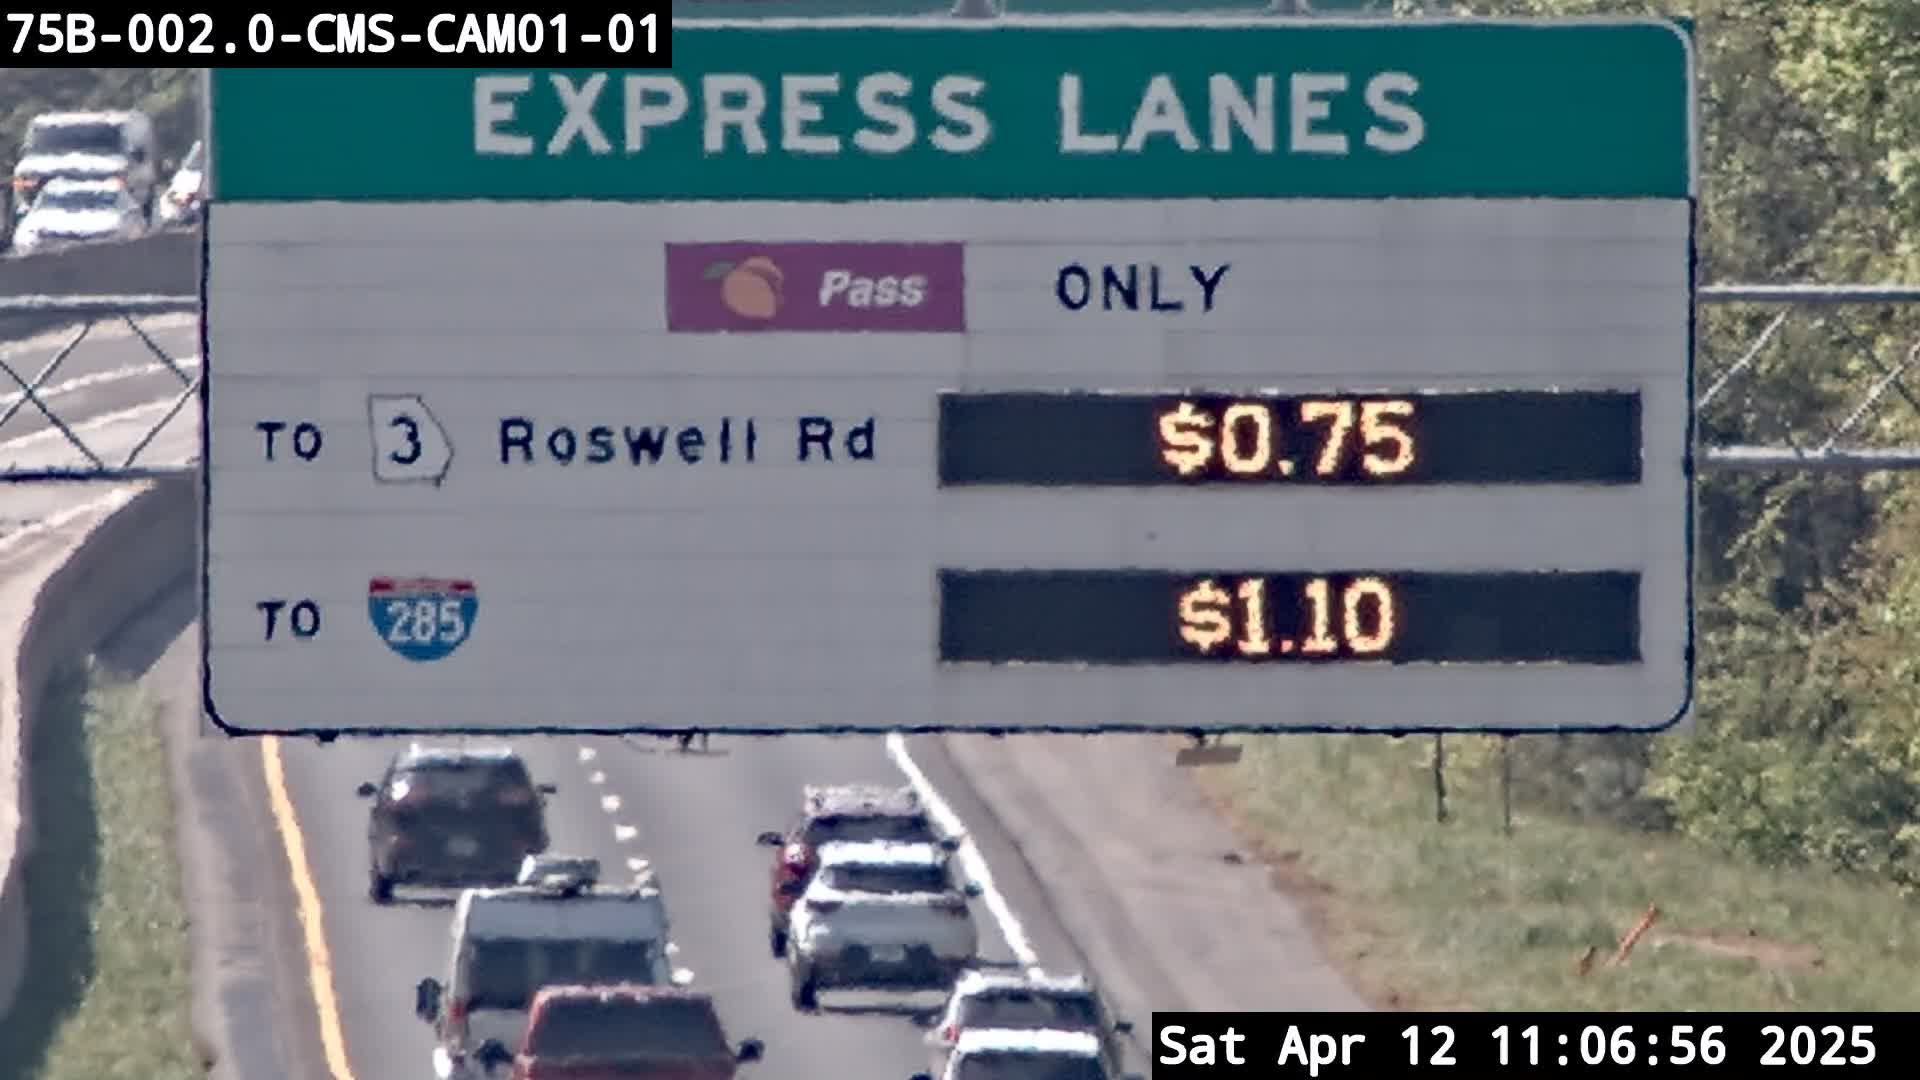 75B-002.0-CMS-CAM01-01
EXPRESS LANES
Pass ONLY
TO 3 Roswell Rd $0.75
TO 285 $1.10
Sat Apr 12 11:06:56 2025